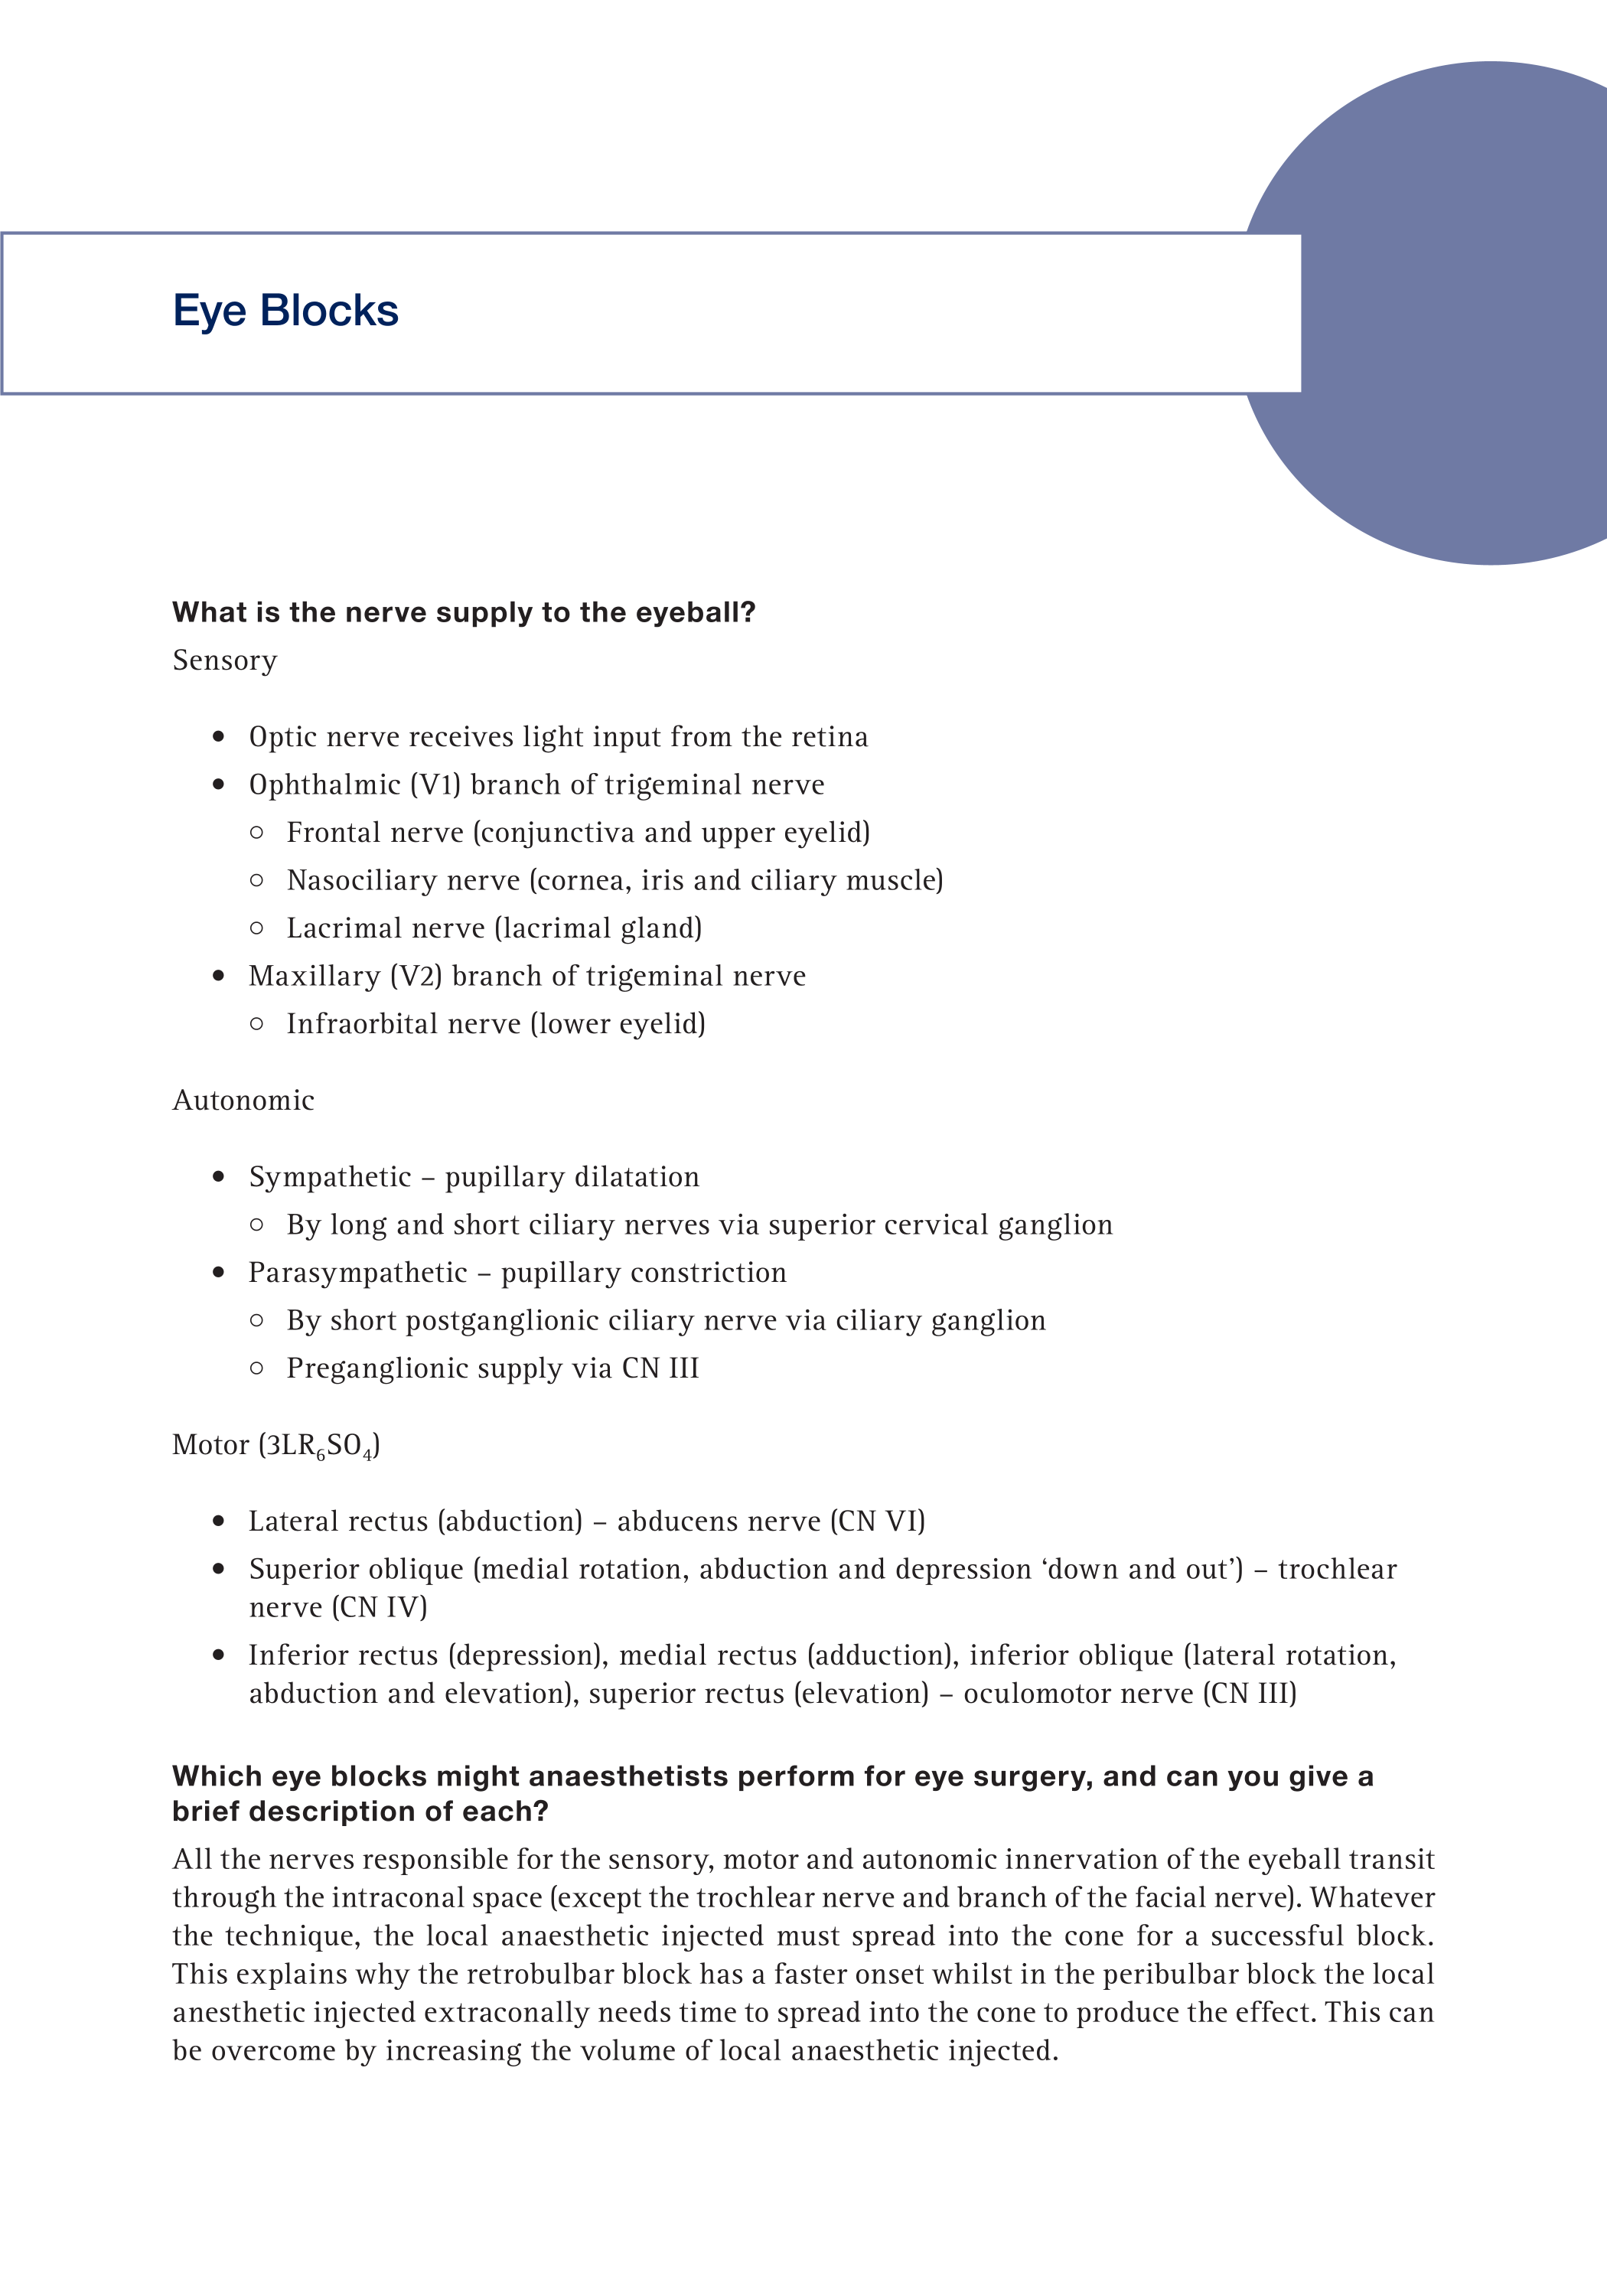 Eye Blocks
What is the nerve supply to the eyeball?
Sensory
• Optic nerve receives light input from the retina
• Ophthalmic (V1) branch of trigeminal nerve
○ Frontal nerve (conjunctiva and upper eyelid)
○ Nasociliary nerve (cornea, iris and ciliary muscle)
○ Lacrimal nerve (lacrimal gland)
• Maxillary (V2) branch of trigeminal nerve
○ Infraorbital nerve (lower eyelid)
Autonomic
• Sympathetic – pupillary dilatation
○ By long and short ciliary nerves via superior cervical ganglion
• Parasympathetic – pupillary constriction
○ By short postganglionic ciliary nerve via ciliary ganglion
○ Preganglionic supply via CN III
Motor (3LR₆SO₄)
• Lateral rectus (abduction) – abducens nerve (CN VI)
• Superior oblique (medial rotation, abduction and depression ‘down and out’) – trochlear
nerve (CN IV)
• Inferior rectus (depression), medial rectus (adduction), inferior oblique (lateral rotation,
abduction and elevation), superior rectus (elevation) – oculomotor nerve (CN III)
Which eye blocks might anaesthetists perform for eye surgery, and can you give a
brief description of each?
All the nerves responsible for the sensory, motor and autonomic innervation of the eyeball transit
through the intraconal space (except the trochlear nerve and branch of the facial nerve). Whatever
the technique, the local anaesthetic injected must spread into the cone for a successful block.
This explains why the retrobulbar block has a faster onset whilst in the peribulbar block the local
anesthetic injected extraconally needs time to spread into the cone to produce the effect. This can
be overcome by increasing the volume of local anaesthetic injected.